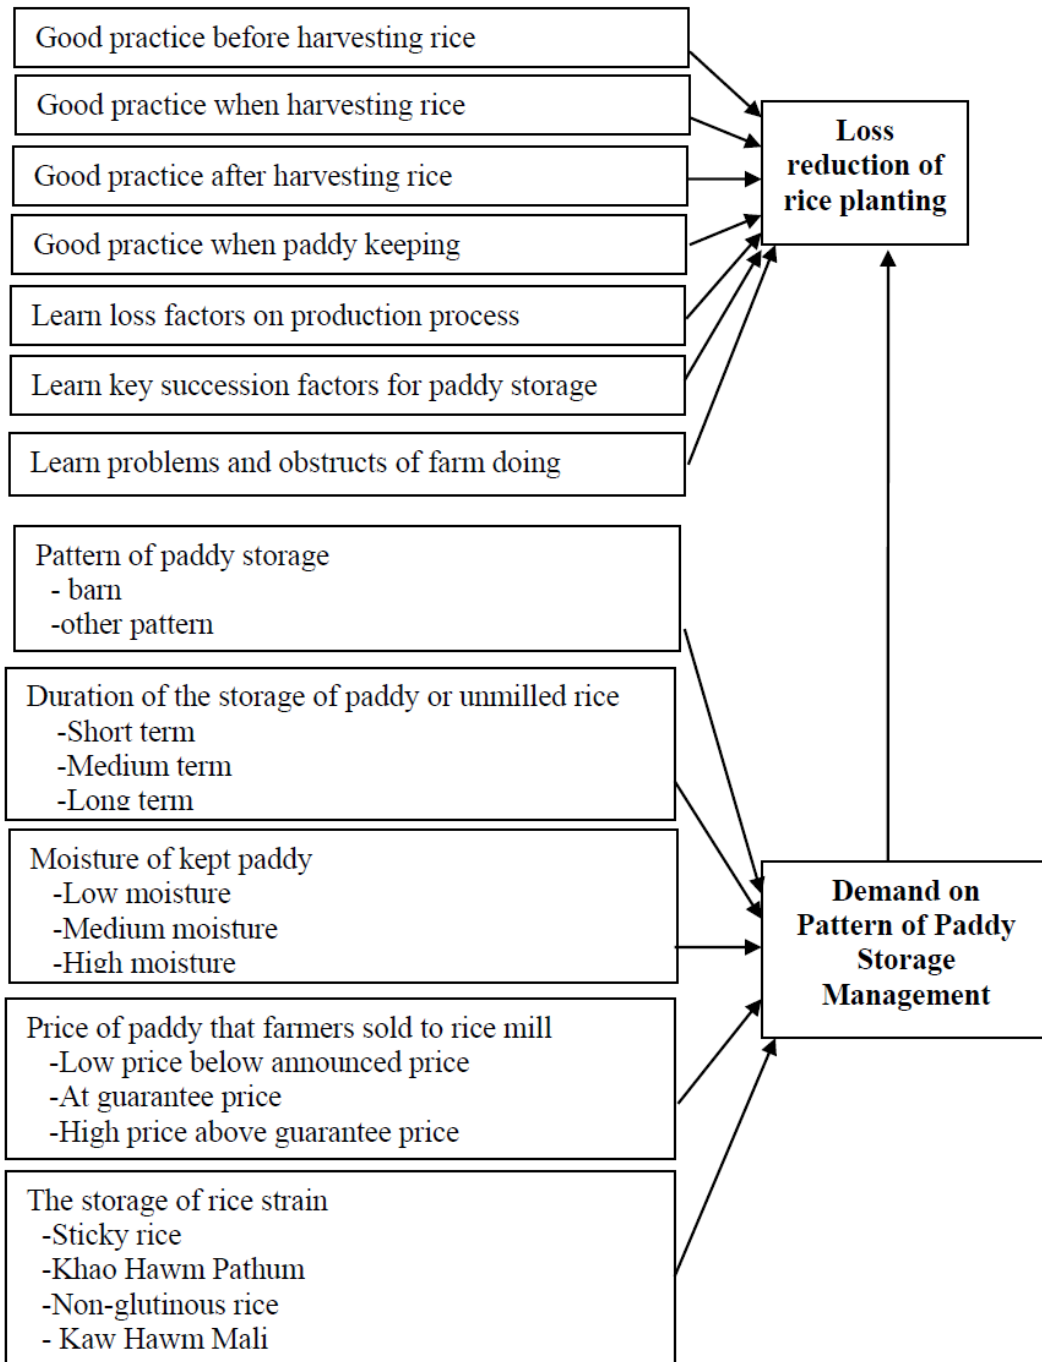 Good practice before harvesting rice
Good practice when harvesting rice
Good practice after harvesting rice
Good practice when paddy keeping
Learn loss factors on production process
Learn key succession factors for paddy storage
Learn problems and obstructs of farm doing
Loss
reduction of
rice planting
Pattern of paddy storage
- barn
-other pattern
Duration of the storage of paddy or unmilled rice
-Short term
-Medium term
-Long term
Moisture of kept paddy
-Low moisture
-Medium moisture
-High moisture
Price of paddy that farmers sold to rice mill
-Low price below announced price
-At guarantee price
-High price above guarantee price
The storage of rice strain
-Sticky rice
-Khao Hawm Pathum
-Non-glutinous rice
- Kaw Hawm Mali
Demand on
Pattern of Paddy
Storage
Management